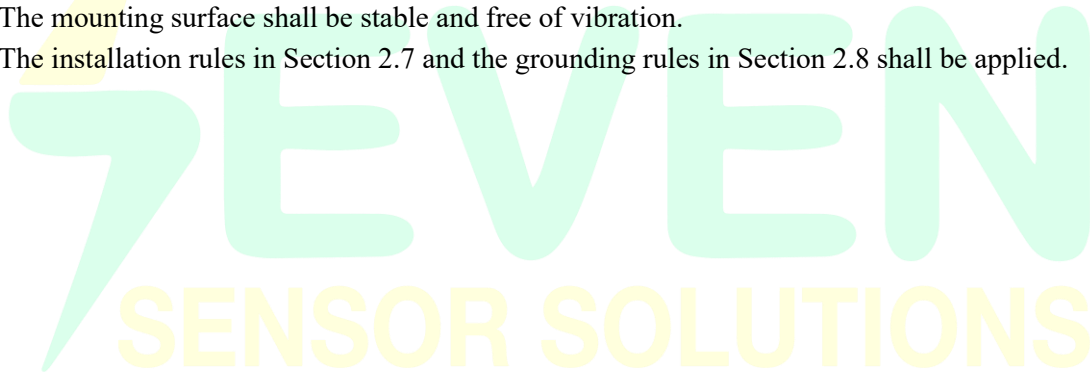 The mounting surface shall be stable and free of vibration.
The installation rules in Section 2.7 and the grounding rules in Section 2.8 shall be applied.
SEVEN
SENSOR SOLUTIONS